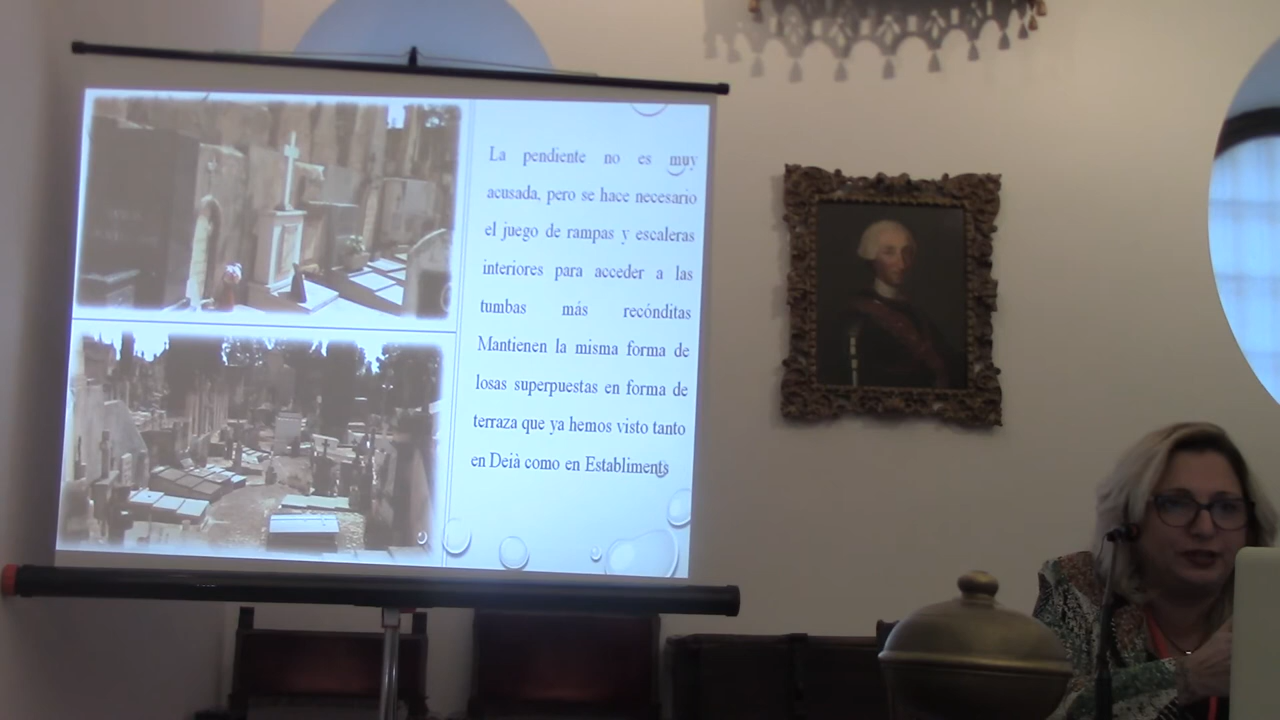 La pendiente no es muy
acusada, pero se hace necesario
el juego de rampas y escaleras
interiores para acceder a las
tumbas más recónditas
Mantienen la misma forma de
losas superpuestas en forma de
terraza que ya hemos visto tanto
en Deià como en Establiments